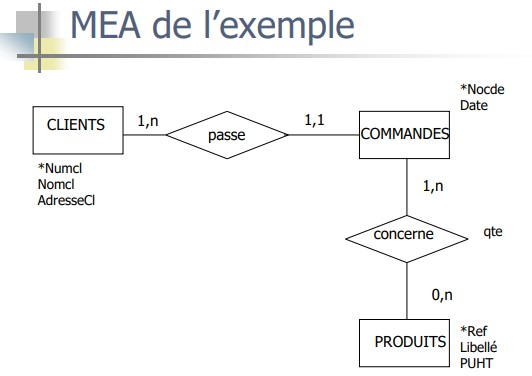 MEA de l'exemple
*Nocde
Date
CLIENTS
1,n
passe
1,1
COMMANDES
*Numcl
Nomcl
AdresseCl
1,n
concerne
qte
0,n
PRODUITS
*Ref
Libellé
PUHT